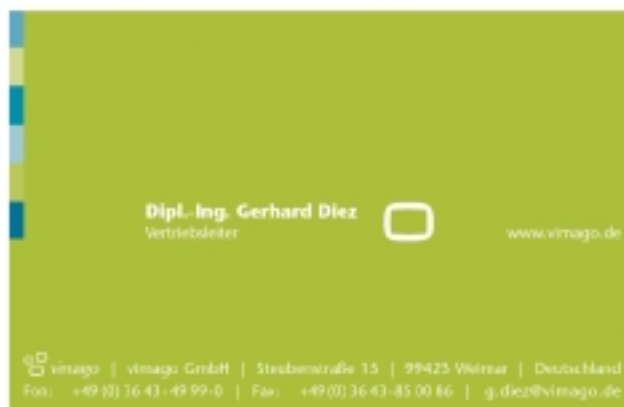 Dipl.-Ing. Gerhard Diez
Vertriebsleiter
www.vimago.de
vimago | vimago GmbH | Steubenstraße 15 | 99423 Weimar | Deutschland
Fon: +49 (0) 36 43-49 99-0 | Fax: +49 (0) 36 43-85 00 86 | g.diez@vimago.de